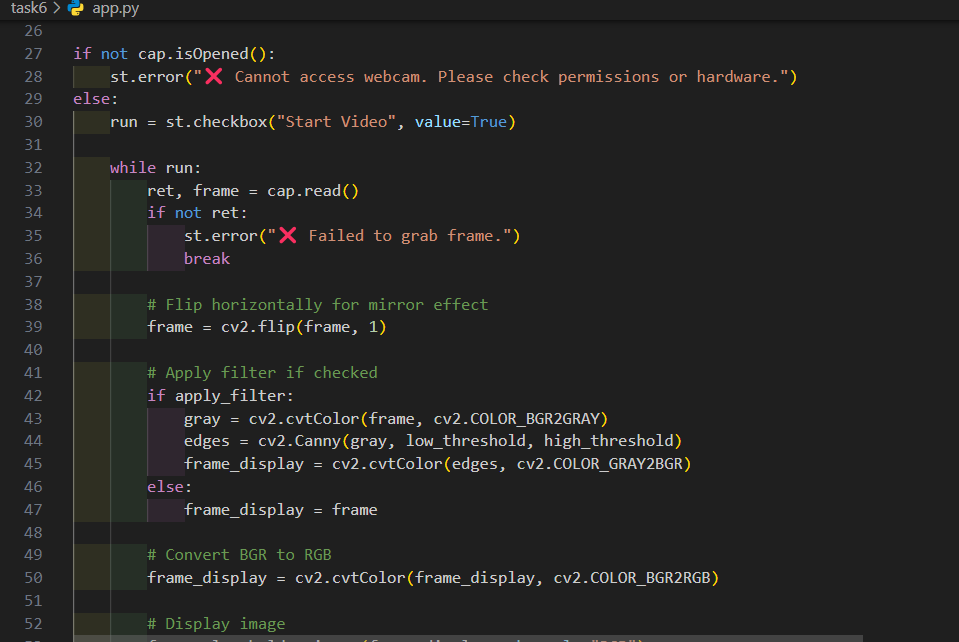 task6 > app.py
26
27 if not cap.isOpened():
28     st.error("❌ Cannot access webcam. Please check permissions or hardware.")
29 else:
30     run = st.checkbox("Start Video", value=True)
31
32     while run:
33         ret, frame = cap.read()
34         if not ret:
35             st.error("❌ Failed to grab frame.")
36             break
37
38         # Flip horizontally for mirror effect
39         frame = cv2.flip(frame, 1)
40
41         # Apply filter if checked
42         if apply_filter:
43             gray = cv2.cvtColor(frame, cv2.COLOR_BGR2GRAY)
44             edges = cv2.Canny(gray, low_threshold, high_threshold)
45             frame_display = cv2.cvtColor(edges, cv2.COLOR_GRAY2BGR)
46         else:
47             frame_display = frame
48
49         # Convert BGR to RGB
50         frame_display = cv2.cvtColor(frame_display, cv2.COLOR_BGR2RGB)
51
52         # Display image